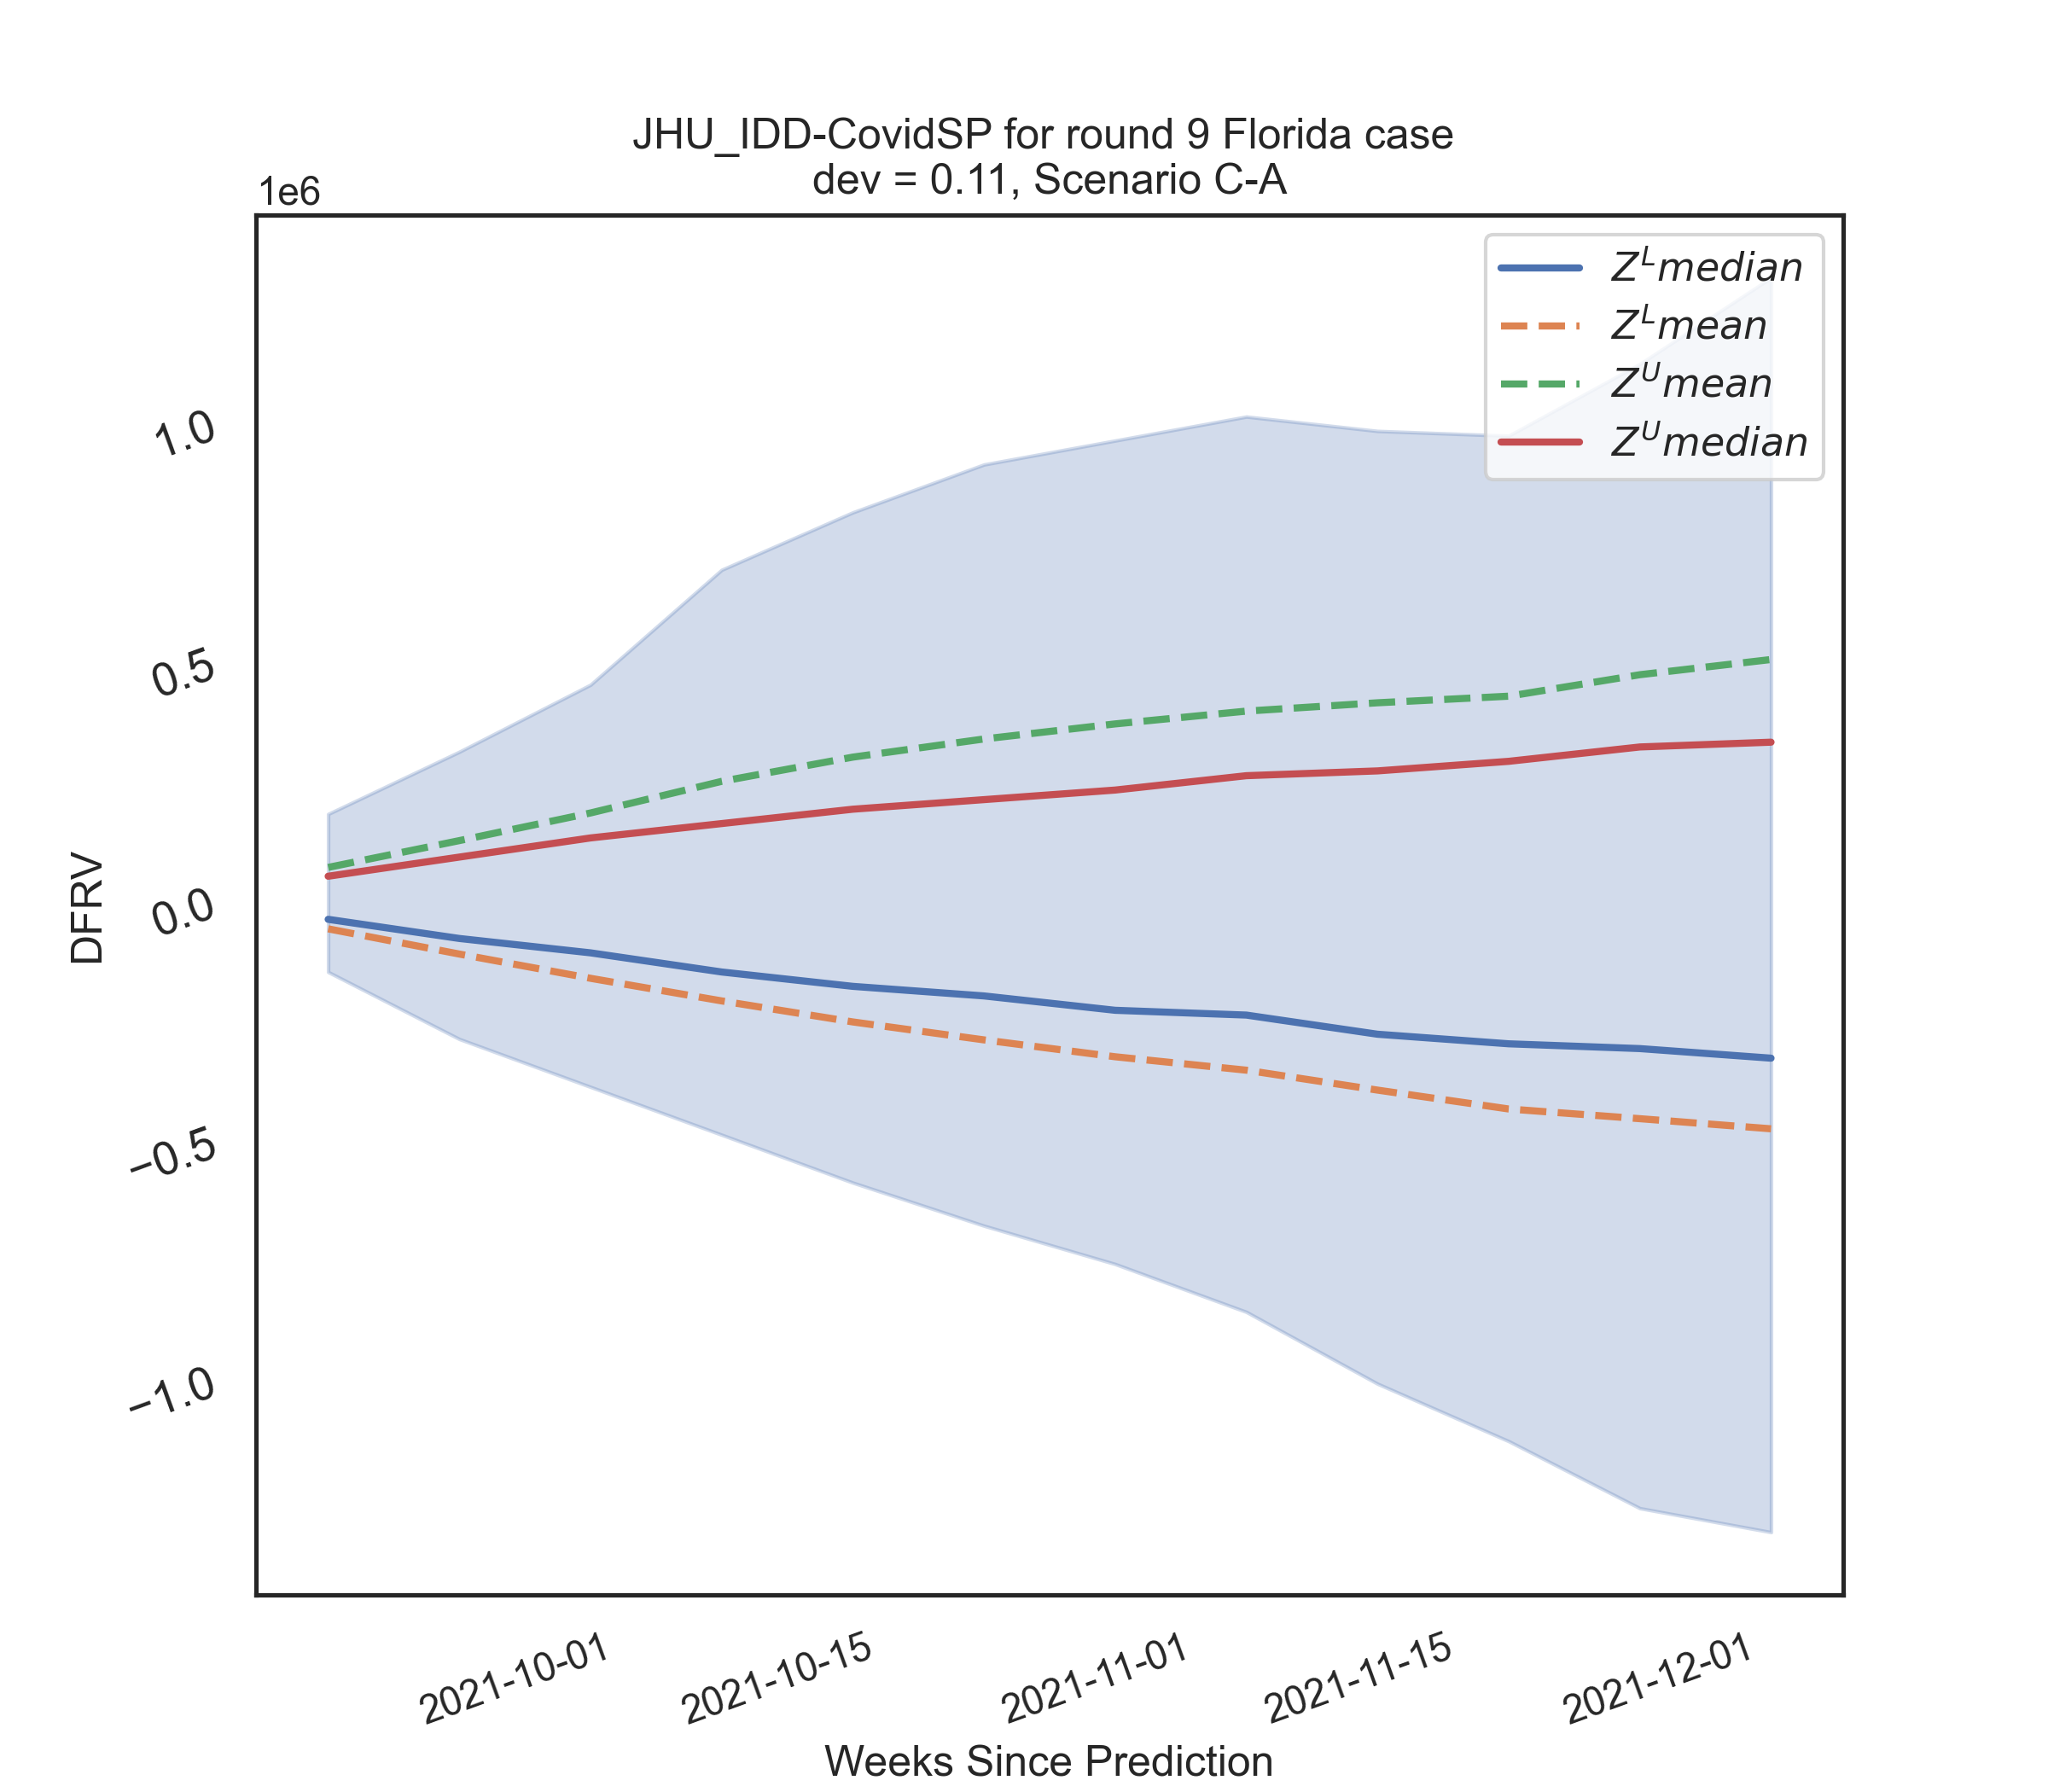 JHU_IDD-CovidSP for round 9 Florida case
dev = 0.11, Scenario C-A
1e6
Z^L median
Z^L mean
Z^U mean
Z^U median
1.0
0.5
0.0
−0.5
−1.0
DFRV
2021-10-01
2021-10-15
2021-11-01
2021-11-15
2021-12-01
Weeks Since Prediction